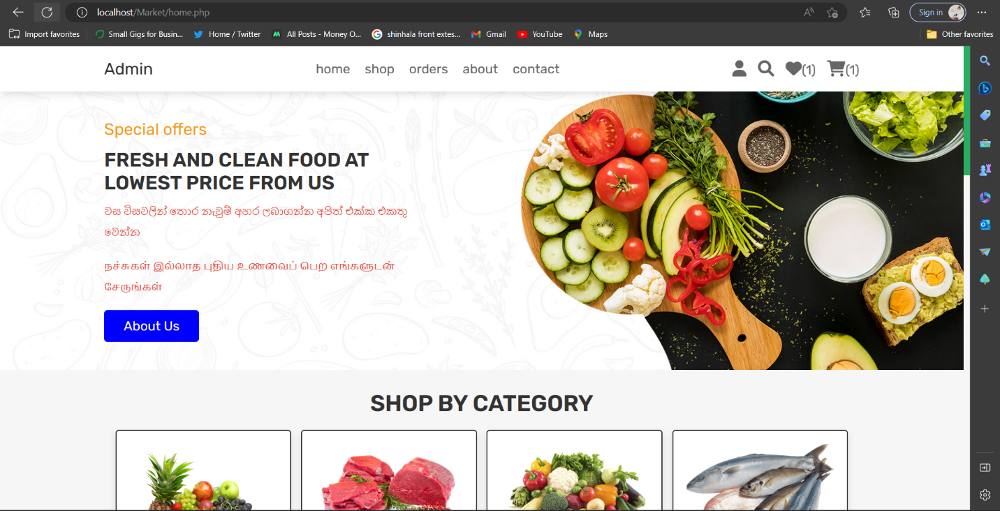 localhost/Market/home.php
Sign in
Import favorites
Small Gigs for Busin...
Home / Twitter
All Posts - Money O...
shinhala front extes...
Gmail
YouTube
Maps
Other favorites
Admin
home
shop
orders
about
contact
(1)
(1)
Special offers
FRESH AND CLEAN FOOD AT
LOWEST PRICE FROM US
වස විසවලින් තොර නැවුම් අහර ලබාගන්න අපිත් එක්ක එකතු
වෙන්න
நச்சுகள் இல்லாத புதிய உணவைப் பெற எங்களுடன்
சேருங்கள்
About Us
SHOP BY CATEGORY